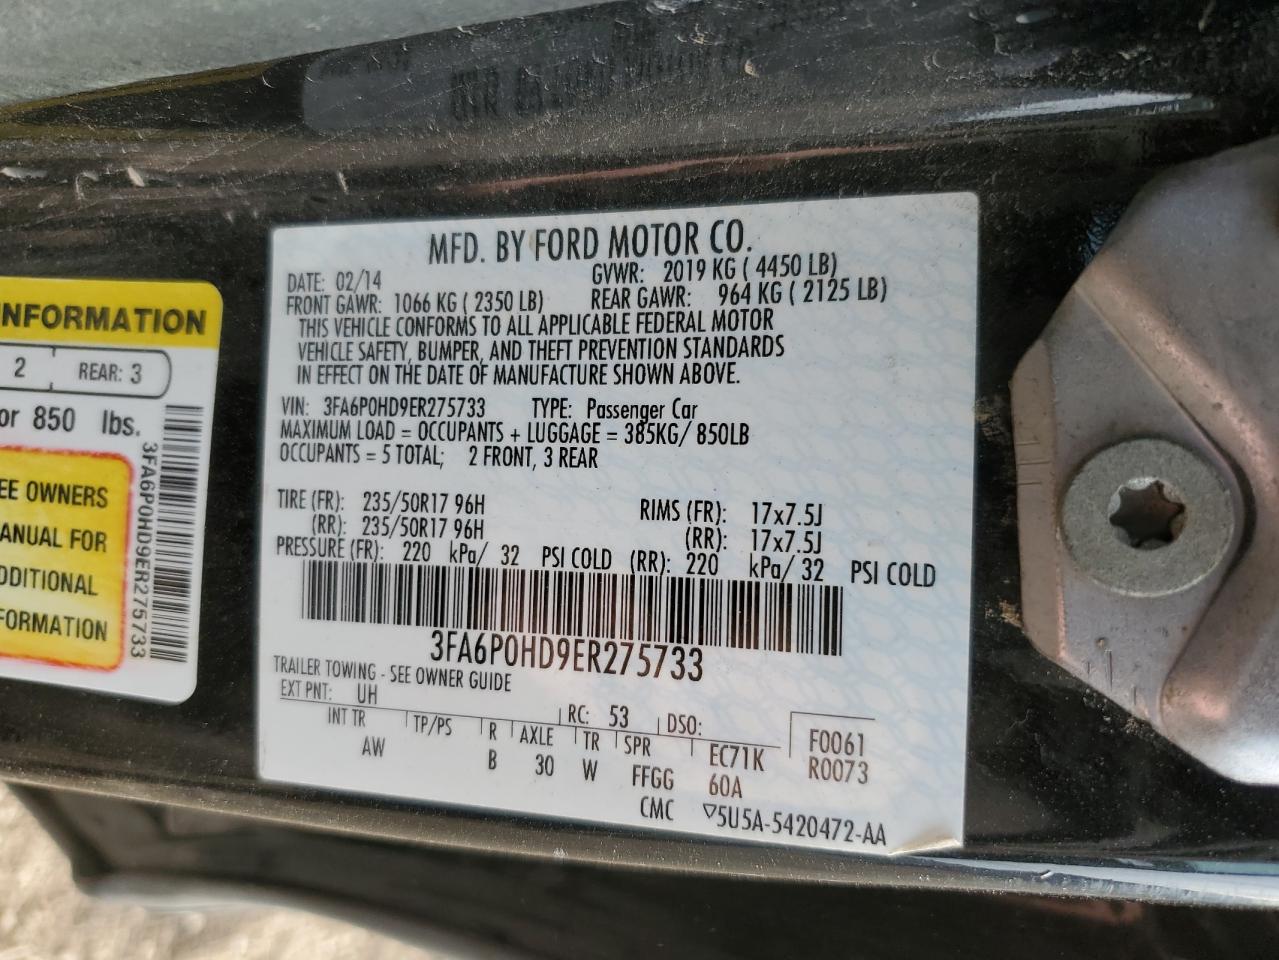 MFD. BY FORD MOTOR CO.
DATE: 02/14 GVWR: 2019 KG ( 4450 LB)
FRONT GAWR: 1066 KG ( 2350 LB) REAR GAWR: 964 KG ( 2125 LB)
THIS VEHICLE CONFORMS TO ALL APPLICABLE FEDERAL MOTOR
VEHICLE SAFETY, BUMPER, AND THEFT PREVENTION STANDARDS
IN EFFECT ON THE DATE OF MANUFACTURE SHOWN ABOVE.
VIN: 3FA6P0HD9ER275733 TYPE: Passenger Car
MAXIMUM LOAD = OCCUPANTS + LUGGAGE = 385KG/ 850LB
OCCUPANTS = 5 TOTAL; 2 FRONT, 3 REAR
TIRE (FR): 235/50R17 96H RIMS (FR): 17x7.5J
(RR): 235/50R17 96H (RR): 17x7.5J
PRESSURE (FR): 220 kPa/ 32 PSI COLD (RR): 220 kPa/ 32 PSI COLD
3FA6P0HD9ER275733
TRAILER TOWING - SEE OWNER GUIDE
EXT PNT: UH RC: 53 DSO:
INT TR TP/PS R AXLE TR SPR EC71K F0061
AW B 30 W FFGG 60A R0073
CMC ▽5U5A-5420472-AA
NFORMATION
2 REAR: 3
or 850 lbs.
EE OWNERS
ANUAL FOR
DDITIONAL
FORMATION
3FA6P0HD9ER275733